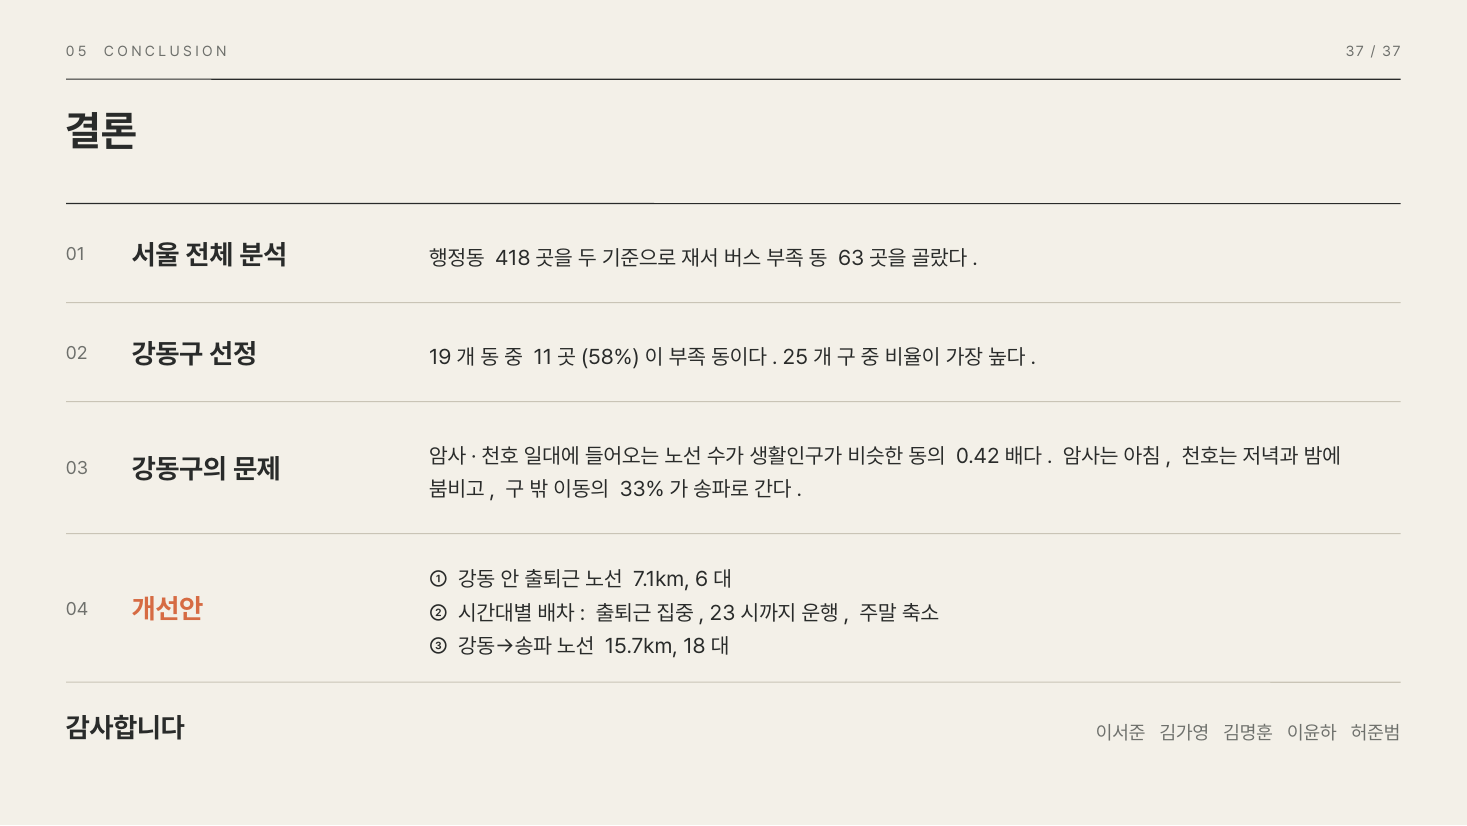 05 CONCLUSION
37 / 37
결론
01 서울 전체 분석 행정동 418 곳을 두 기준으로 재서 버스 부족 동 63 곳을 골랐다 .
02 강동구 선정 19 개 동 중 11 곳 (58%) 이 부족 동이다 . 25 개 구 중 비율이 가장 높다 .
03 강동구의 문제 암사 · 천호 일대에 들어오는 노선 수가 생활인구가 비슷한 동의 0.42 배다 . 암사는 아침 , 천호는 저녁과 밤에
붐비고 , 구 밖 이동의 33% 가 송파로 간다 .
04 개선안
① 강동 안 출퇴근 노선 7.1km, 6 대
② 시간대별 배차 : 출퇴근 집중 , 23 시까지 운행 , 주말 축소
③ 강동→송파 노선 15.7km, 18 대
감사합니다
이서준 김가영 김명훈 이윤하 허준범